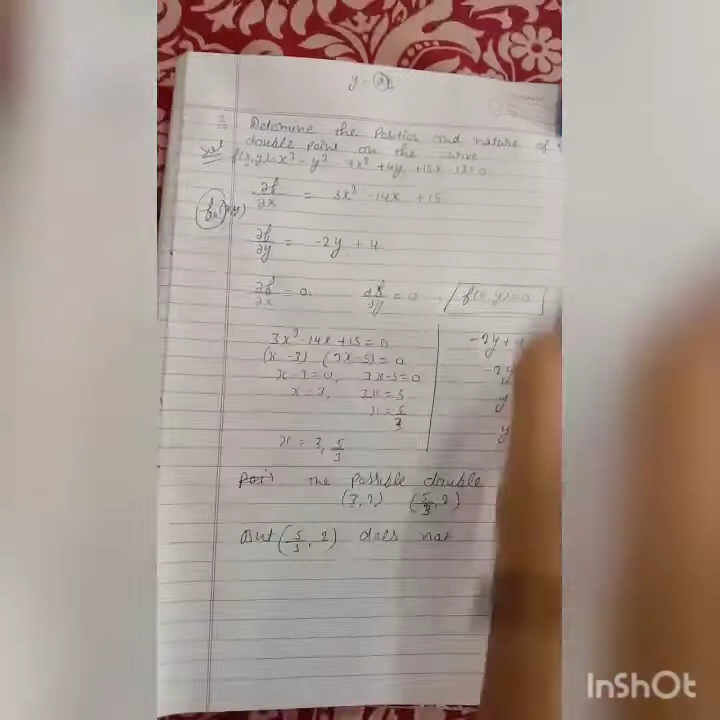 y =
1 Determine the Position and nature of
double point on the curve
Sol f(x,y) = x³ - y² - 7x² + 4y + 15x - 13 = 0
∂f/∂x = 3x² - 14x + 15
∂f/∂y = -2y + 4
∂f/∂x = 0, ∂f/∂y = 0, f(x,y) = 0
3x² - 14x + 15 = 0
(x - 3) (3x - 5) = 0
x - 3 = 0, 3x - 5 = 0
x = 3, 3x = 5
x = 5/3
x = 3, 5/3
-2y +
y
y
The possible double
(3, 2) (5/3, 2)
But (5/3, 2) does not
InShOt